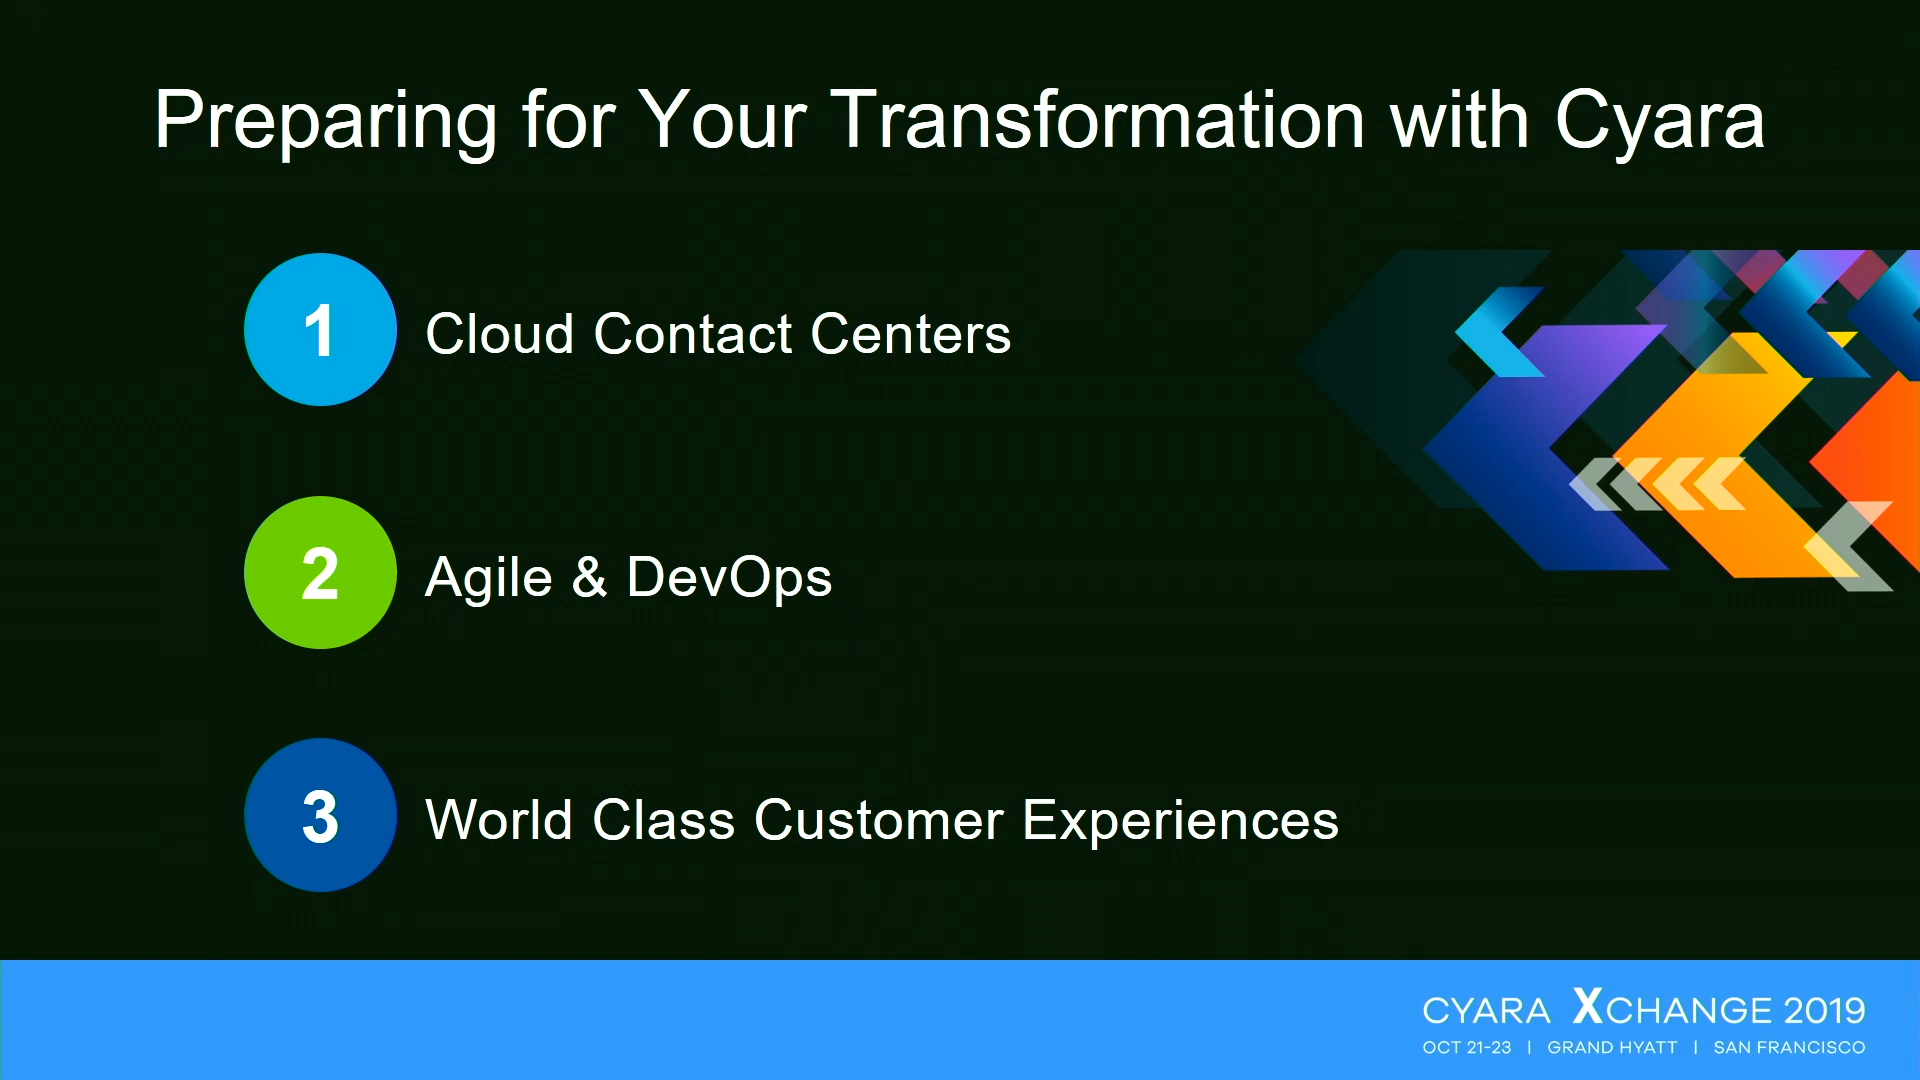 Preparing for Your Transformation with Cyara
1 Cloud Contact Centers
2 Agile & DevOps
3 World Class Customer Experiences
CYARA XCHANGE 2019
OCT 21-23 | GRAND HYATT | SAN FRANCISCO